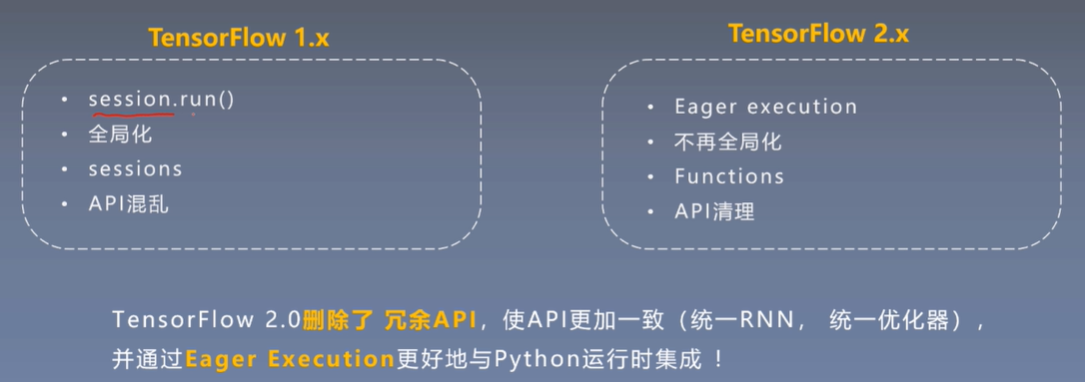 TensorFlow 1.x
• session.run()
• 全局化
• sessions
• API混乱
TensorFlow 2.x
• Eager execution
• 不再全局化
• Functions
• API清理
TensorFlow 2.0删除了 冗余API，使API更加一致（统一RNN， 统一优化器），
并通过Eager Execution更好地与Python运行时集成 ！